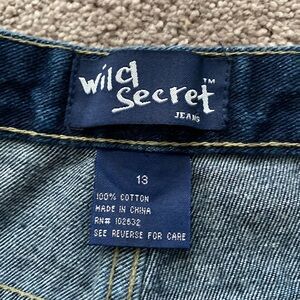 wild
secret™
JEANS
13
100% COTTON
MADE IN CHINA
RN# 102632
SEE REVERSE FOR CARE